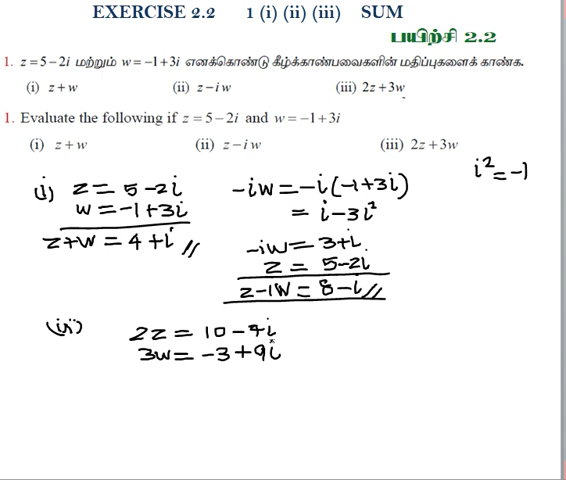 EXERCISE 2.2 1 (i) (ii) (iii) SUM
பயிற்சி 2.2
1. z = 5 − 2i மற்றும் w = −1 + 3i எனக்கொண்டு கீழ்க்காண்பவைகளின் மதிப்புகளைக் காண்க.
(i) z + w (ii) z − i w (iii) 2z + 3w
1. Evaluate the following if z = 5 − 2i and w = −1 + 3i
(i) z + w (ii) z − i w (iii) 2z + 3w
i² = −1
(i) z = 5 − 2i
w = −1 + 3i
z + w = 4 + i //
−iw = −i(−1 + 3i)
= i − 3i²
−iw = 3 + i.
z = 5 − 2i
z − iw = 8 − i //
(iii) 2z = 10 − 4i
3w = −3 + 9i